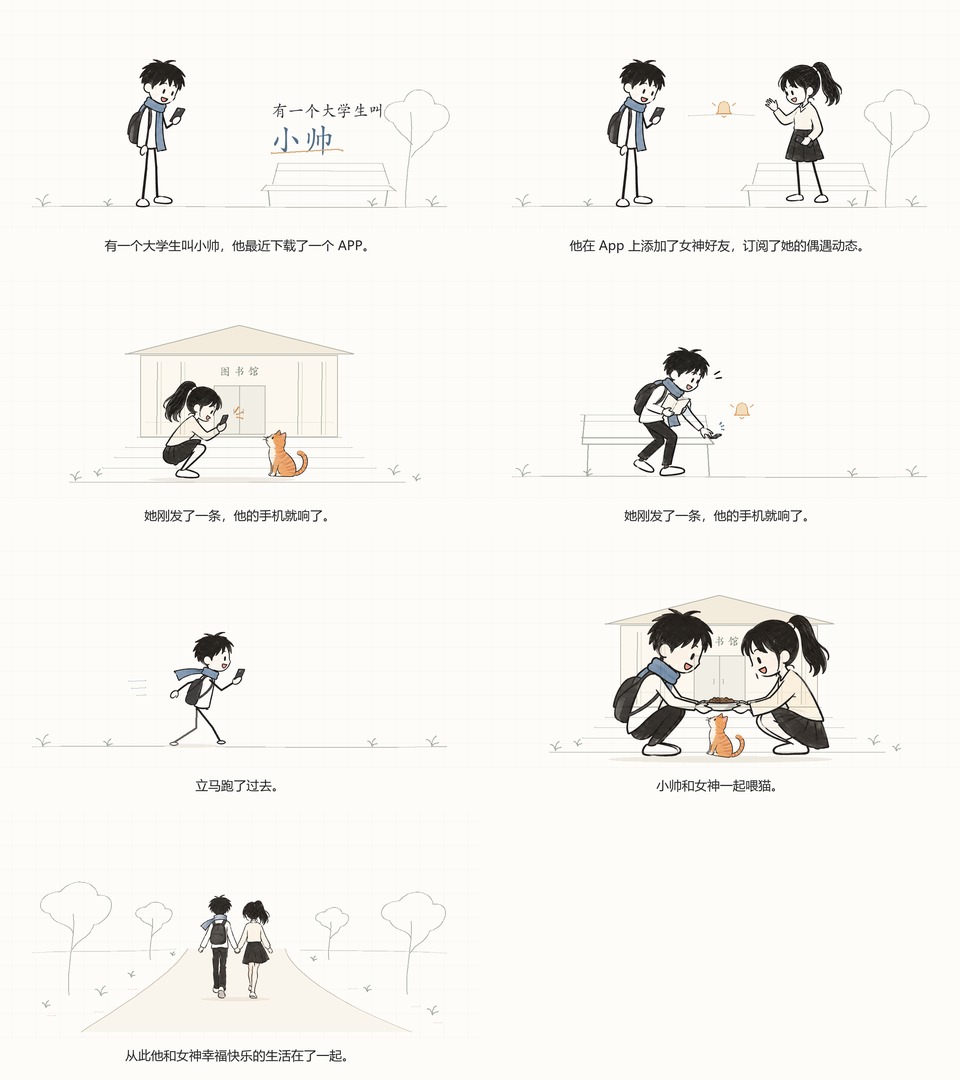 有一个大学生叫
小帅
有一个大学生叫小帅，他最近下载了一个 APP。
他在 App 上添加了女神好友，订阅了她的偶遇动态。
图书馆
她刚发了一条，他的手机就响了。
她刚发了一条，他的手机就响了。
立马跑了过去。
书馆
小帅和女神一起喂猫。
从此他和女神幸福快乐的生活在了一起。